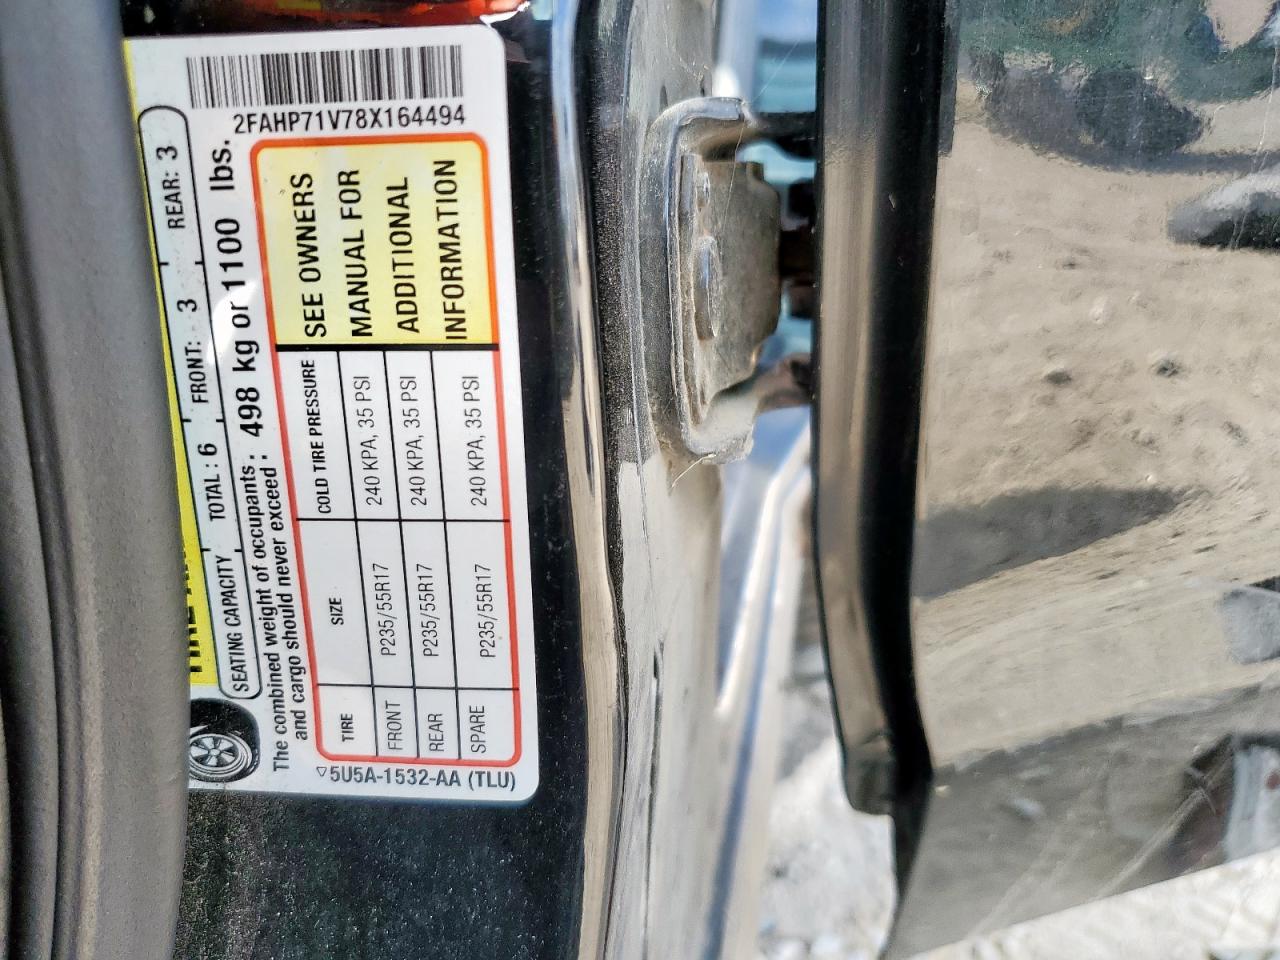 SEATING CAPACITY TOTAL : 6 FRONT: 3 REAR: 3
The combined weight of occupants : 498 kg or 1100 lbs.
and cargo should never exceed :
TIRE SIZE COLD TIRE PRESSURE
FRONT P235/55R17 240 KPA, 35 PSI
REAR P235/55R17 240 KPA, 35 PSI
SPARE P235/55R17 240 KPA, 35 PSI
SEE OWNERS
MANUAL FOR
ADDITIONAL
INFORMATION
5U5A-1532-AA (TLU)
2FAHP71V78X164494